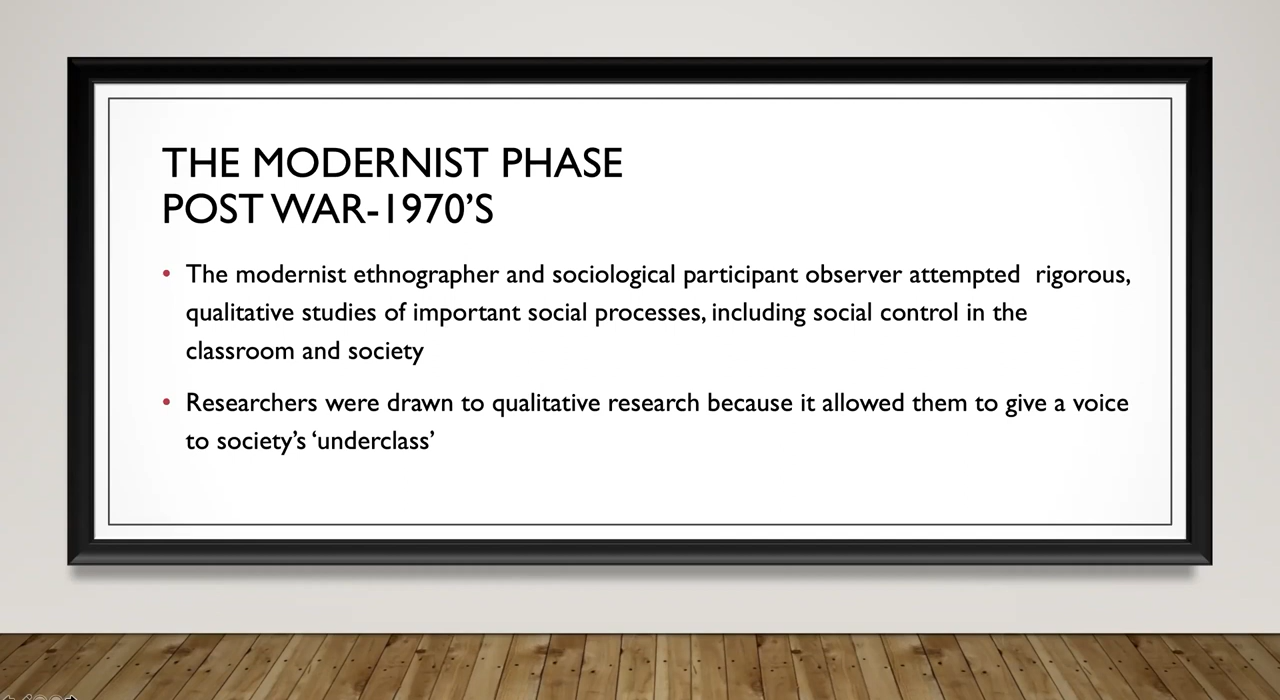 THE MODERNIST PHASE
POST WAR-1970’S
• The modernist ethnographer and sociological participant observer attempted  rigorous,
qualitative studies of important social processes, including social control in the
classroom and society
• Researchers were drawn to qualitative research because it allowed them to give a voice
to society’s ‘underclass’